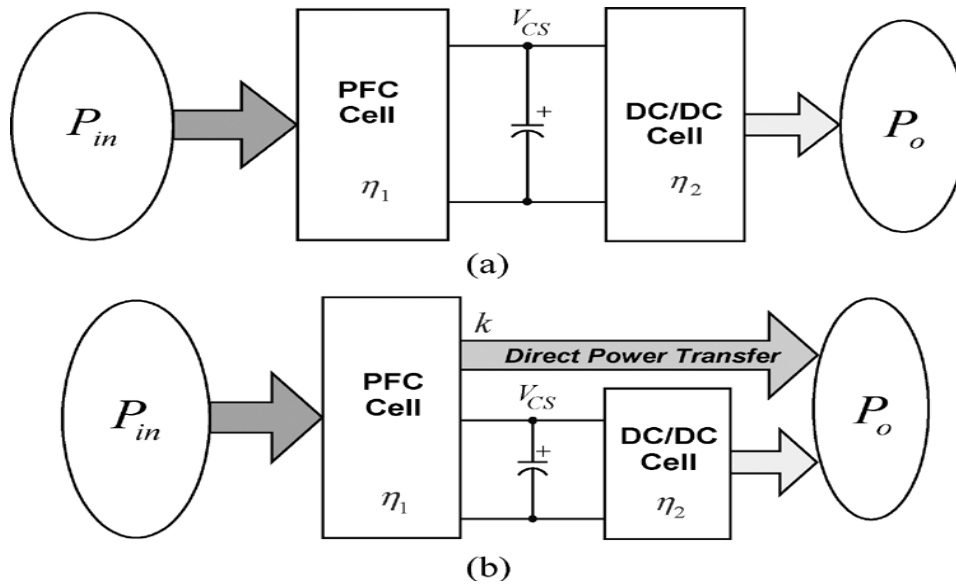 V_CS
PFC
Cell
DC/DC
Cell
P_in
P_o
+
η_1
η_2
(a)
k
Direct Power Transfer
PFC
Cell
V_CS
DC/DC
Cell
P_in
P_o
+
η_1
η_2
(b)